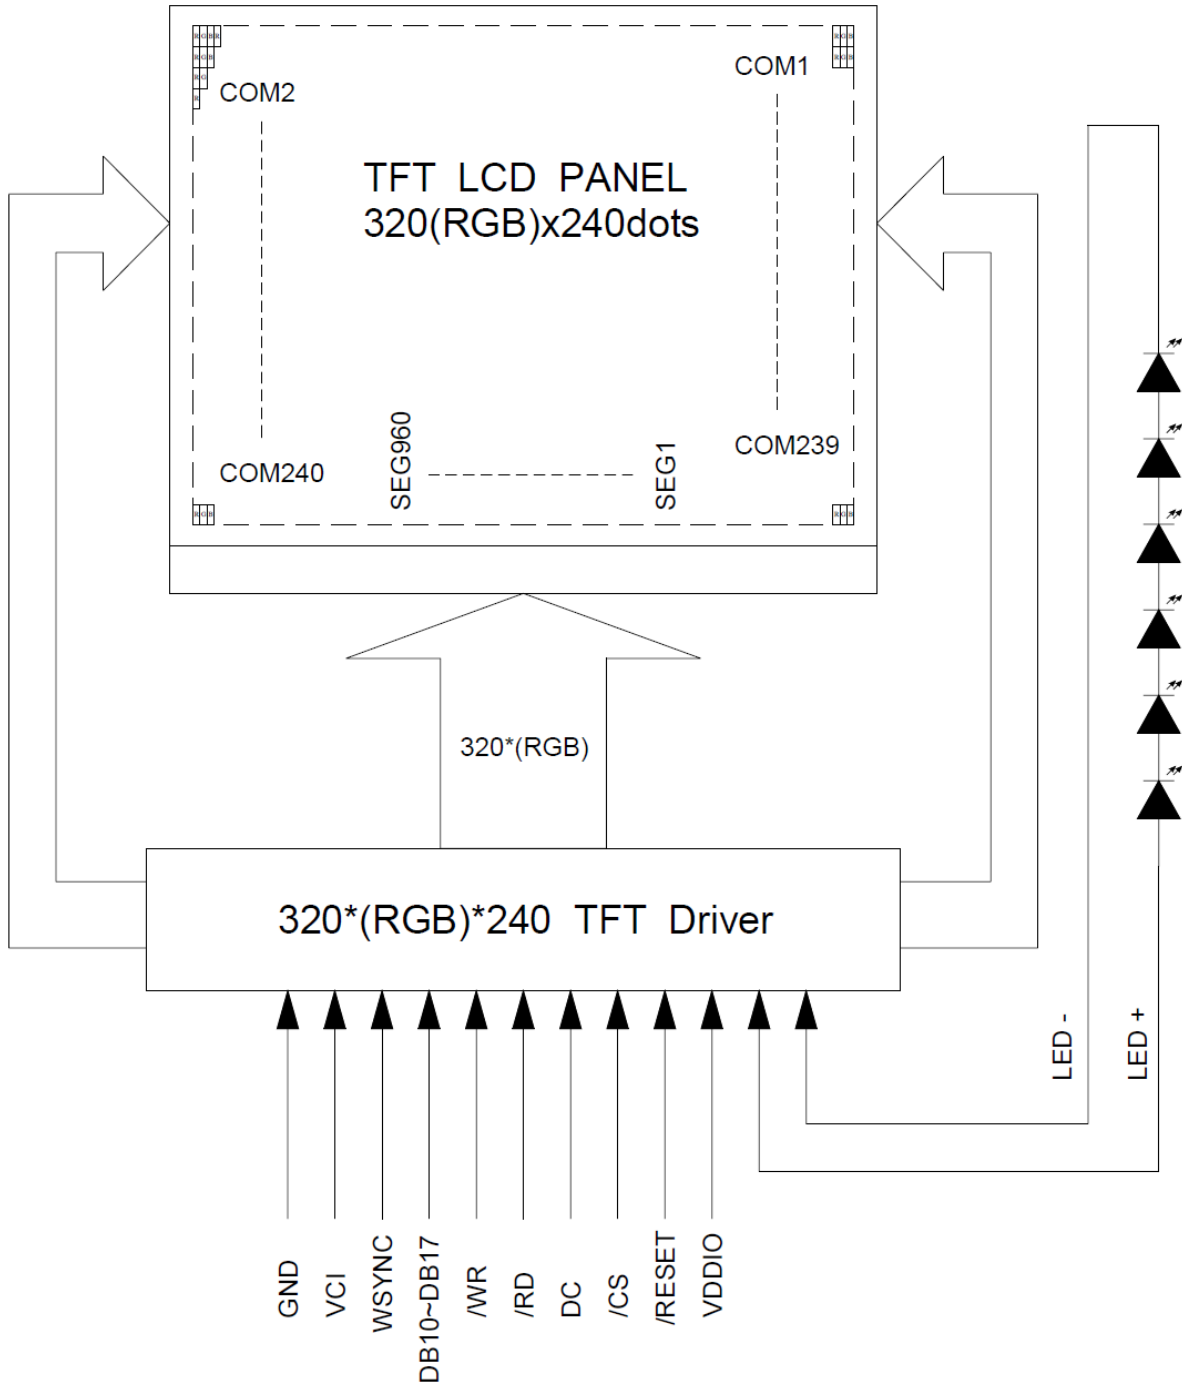 R G B R
R G B
R G
R
R G B
R G B
COM2
COM1
TFT LCD PANEL
320(RGB)x240dots
COM240
SEG960
SEG1
COM239
R G B
R G B
320*(RGB)
320*(RGB)*240 TFT Driver
LED -
LED +
GND
VCI
WSYNC
DB10~DB17
/WR
/RD
DC
/CS
/RESET
VDDIO